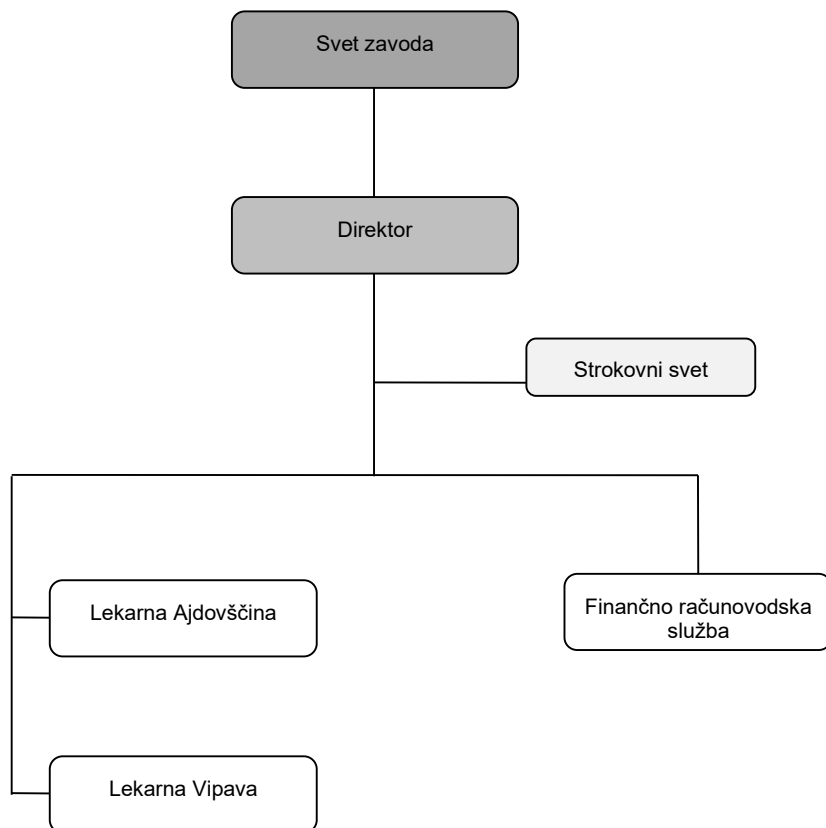 Svet zavoda
Direktor
Strokovni svet
Lekarna Ajdovščina
Finančno računovodska
služba
Lekarna Vipava